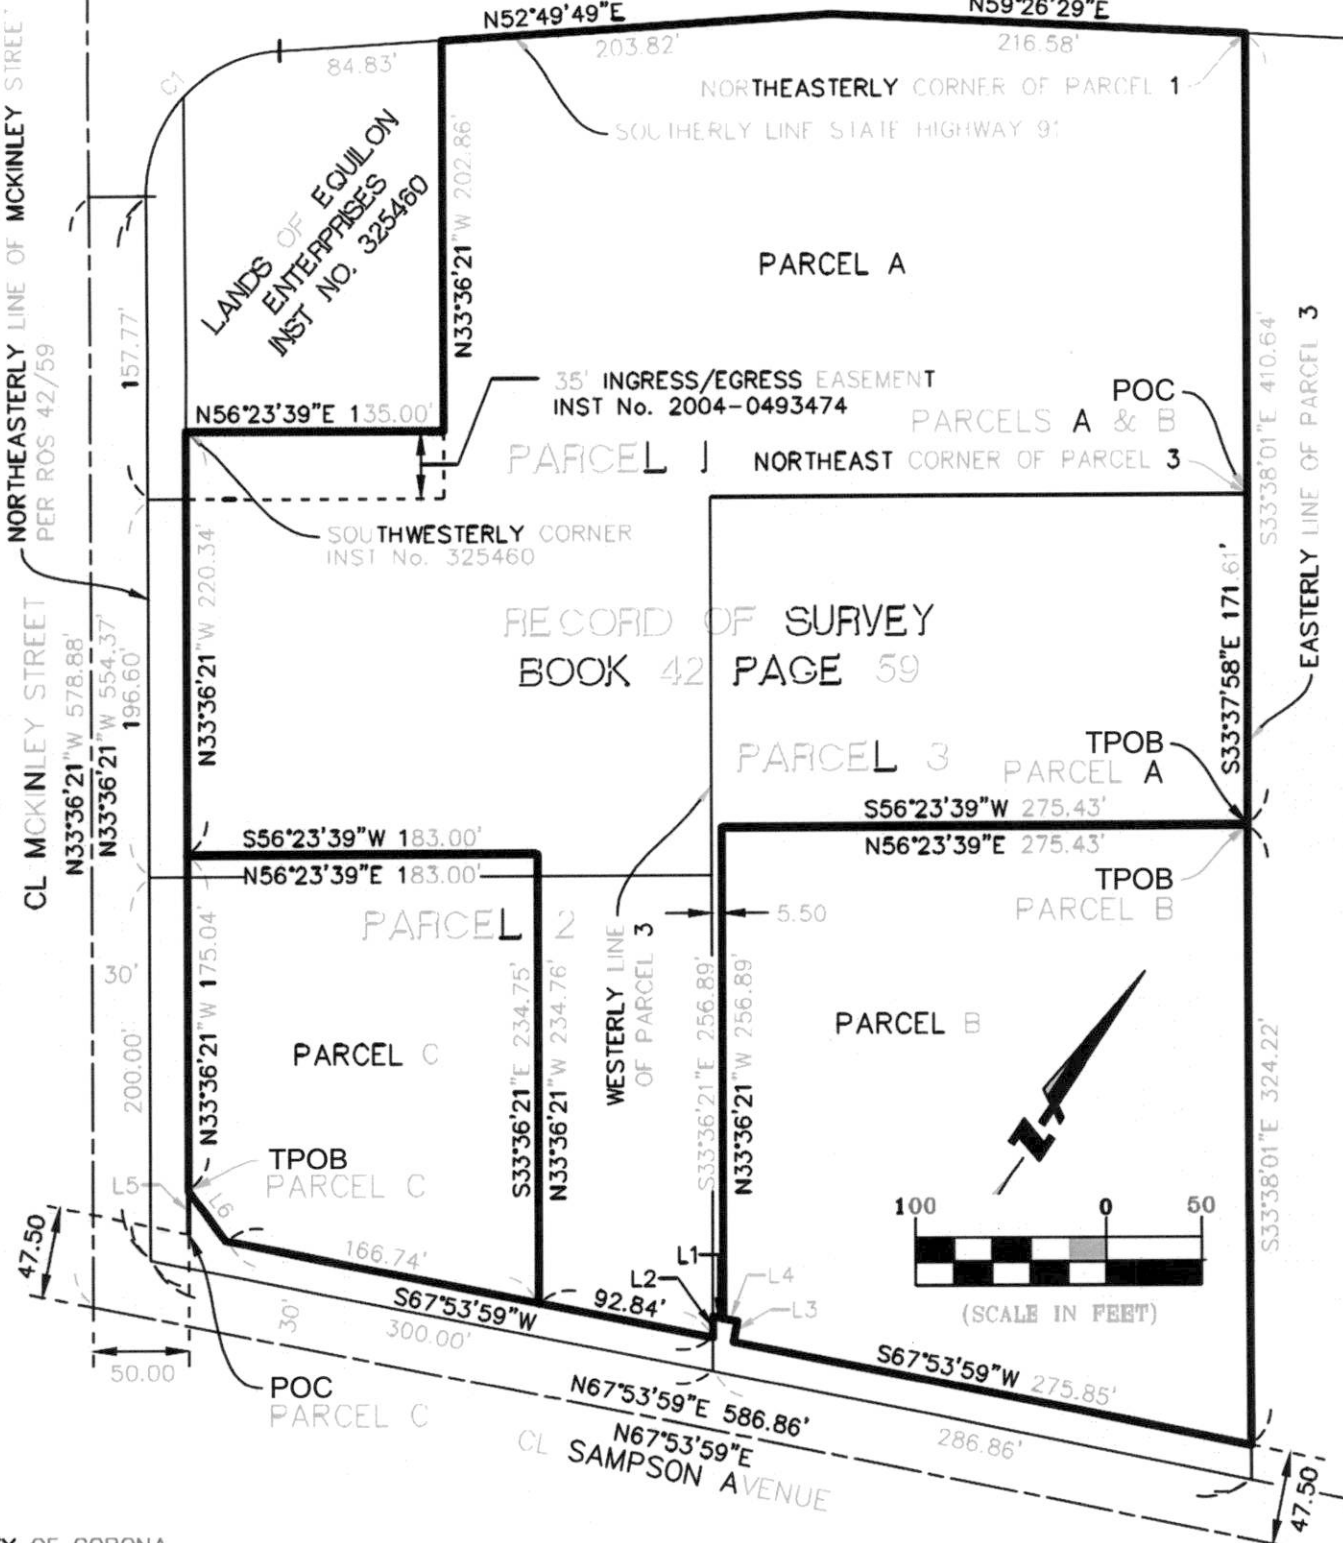 N52°49'49"E
203.82'
N59°26'29"E
216.58'
84.83'
C1
NORTHEASTERLY CORNER OF PARCEL 1
SOUTHERLY LINE STATE HIGHWAY 91
LANDS OF EQUILON
ENTERPRISES
INST NO. 325460
N33°36'21"W 202.86'
PARCEL A
NORTHEASTERLY LINE OF MCKINLEY STREET
PER ROS 42/59
157.77'
N56°23'39"E 135.00'
35' INGRESS/EGRESS EASEMENT
INST No. 2004-0493474
POC
PARCELS A & B
PARCEL 1
NORTHEAST CORNER OF PARCEL 3
S33°38'01"E 410.64'
EASTERLY LINE OF PARCEL 3
SOUTHWESTERLY CORNER
INST No. 325460
N33°36'21"W 220.34'
RECORD OF SURVEY
BOOK 42 PAGE 59
S33°37'58"E 171.61'
CL MCKINLEY STREET
N33°36'21"W 578.88'
N33°36'21"W 554.37'
196.60'
PARCEL 3
TPOB
PARCEL A
S56°23'39"W 275.43'
N56°23'39"E 275.43'
S56°23'39"W 183.00'
N56°23'39"E 183.00'
TPOB
PARCEL B
5.50
PARCEL 2
WESTERLY LINE
OF PARCEL 3
30'
200.00'
N33°36'21"W 175.04'
S33°36'21"E 234.75'
N33°36'21"W 234.76'
S33°36'21"E 256.89'
N33°36'21"W 256.89'
PARCEL B
PARCEL C
S33°38'01"E 324.22'
N
TPOB
PARCEL C
L5
L6
100 0 50
(SCALE IN FEET)
47.50
166.74'
S67°53'59"W
92.84'
L1
L2
L4
L3
30'
300.00'
50.00
POC
PARCEL C
S67°53'59"W 275.85'
N67°53'59"E 586.86'
N67°53'59"E
286.86'
CL SAMPSON AVENUE
47.50
OF CORONA